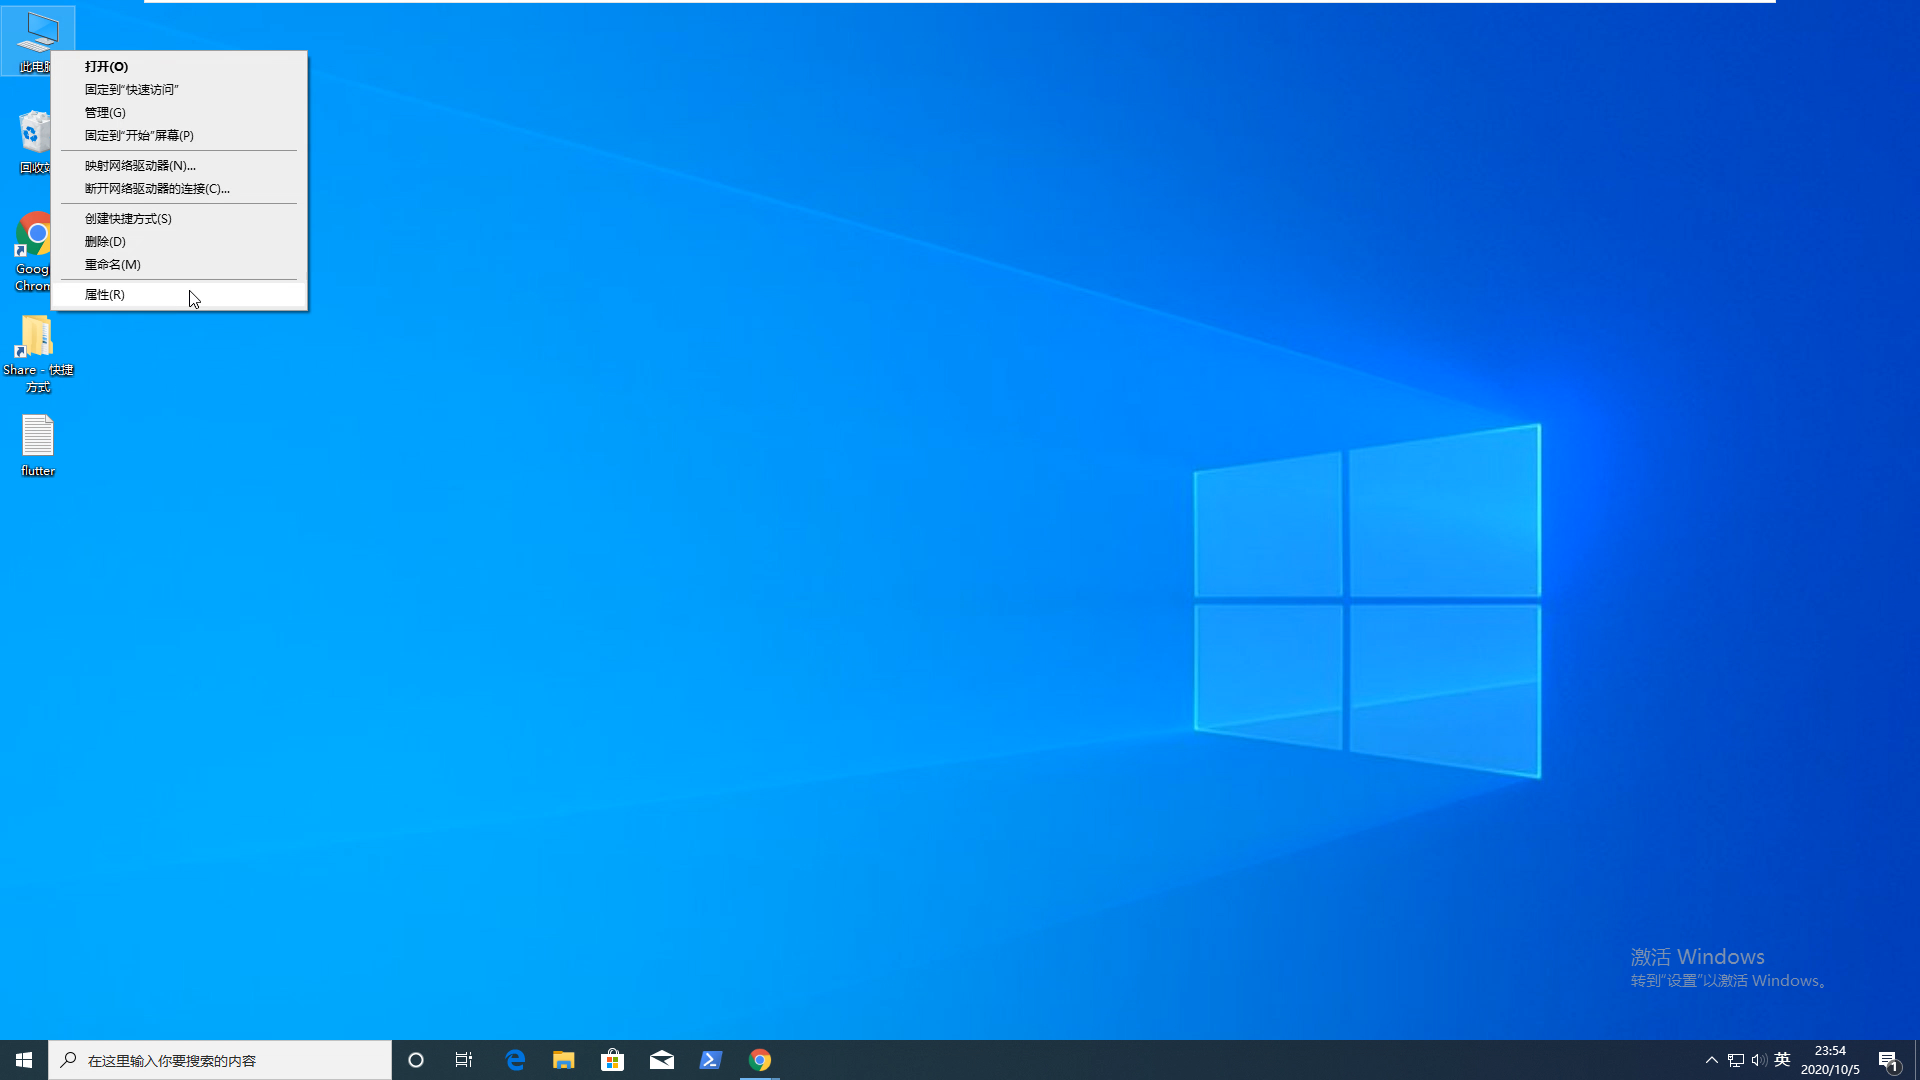 此电脑
打开(O)
固定到“快速访问”
管理(G)
固定到“开始”屏幕(P)
映射网络驱动器(N)...
断开网络驱动器的连接(C)...
创建快捷方式(S)
删除(D)
重命名(M)
属性(R)
回收
Goog
Chrom
Share - 快捷
方式
flutter
激活 Windows
转到“设置”以激活 Windows。
在这里输入你要搜索的内容
英
23:54
2020/10/5
1